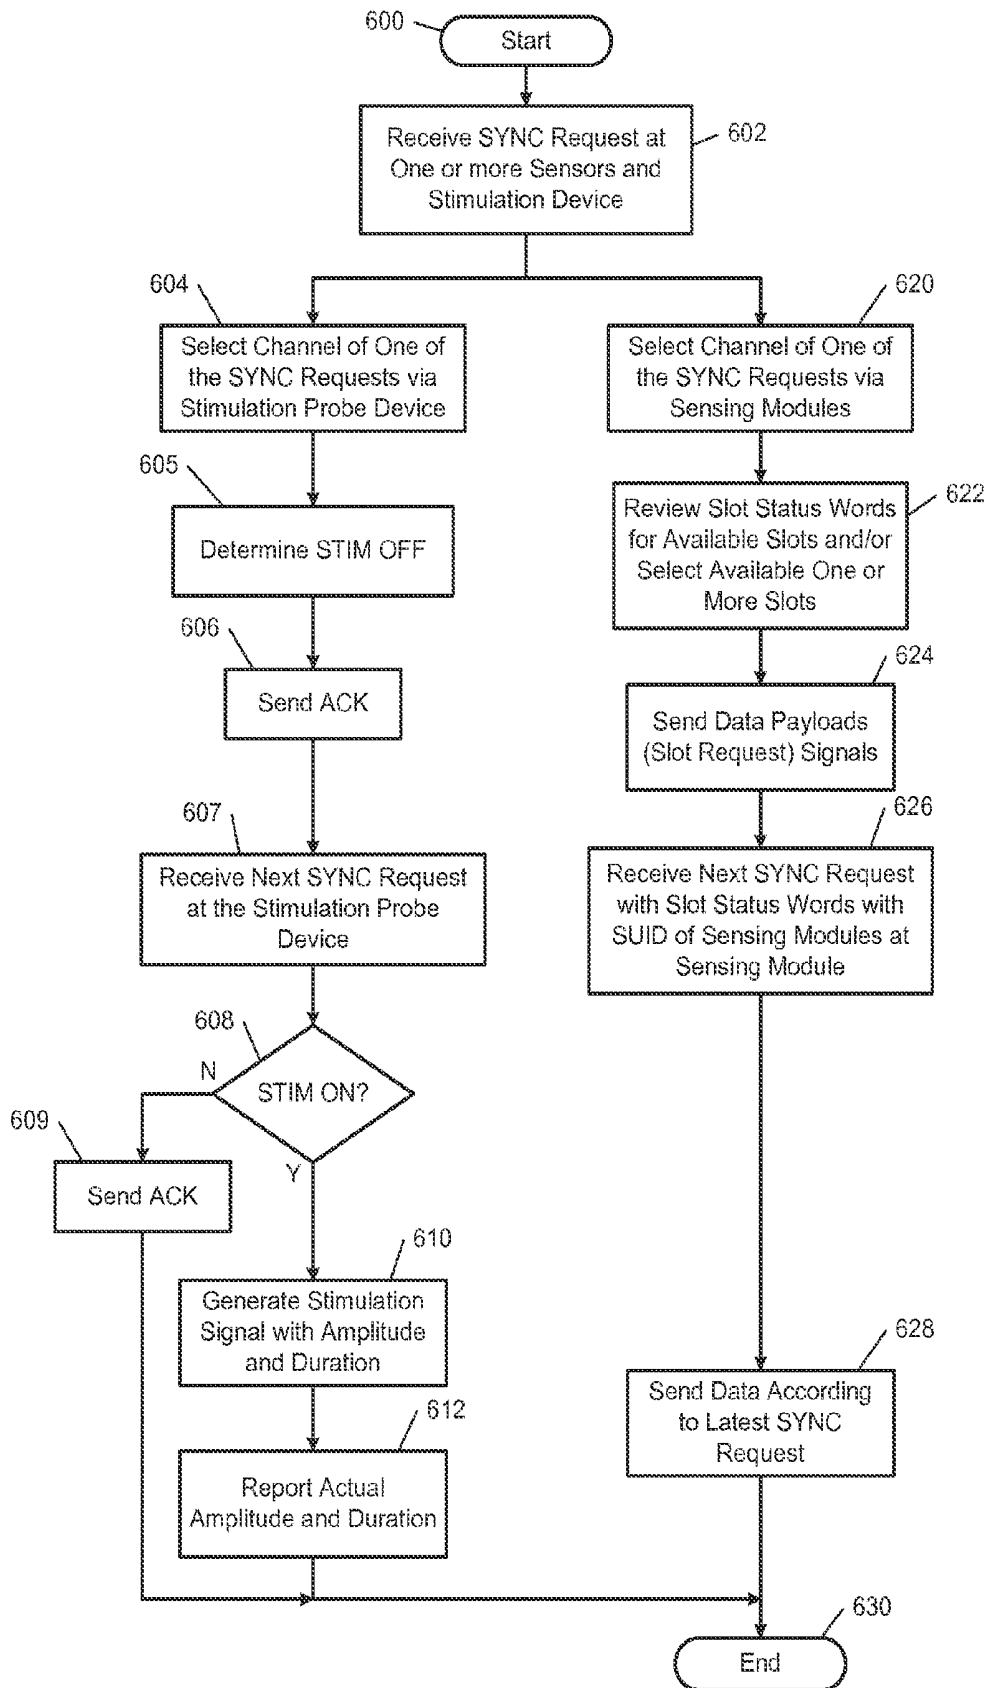 600
Start
602
Receive SYNC Request at
One or more Sensors and
Stimulation Device
604
Select Channel of One of
the SYNC Requests via
Stimulation Probe Device
605
Determine STIM OFF
606
Send ACK
607
Receive Next SYNC Request
at the Stimulation Probe
Device
608
STIM ON?
N
Y
609
Send ACK
610
Generate Stimulation
Signal with Amplitude
and Duration
612
Report Actual
Amplitude and Duration
620
Select Channel of One of
the SYNC Requests via
Sensing Modules
622
Review Slot Status Words
for Available Slots and/or
Select Available One or
More Slots
624
Send Data Payloads
(Slot Request) Signals
626
Receive Next SYNC Request
with Slot Status Words with
SUID of Sensing Modules at
Sensing Module
628
Send Data According
to Latest SYNC
Request
630
End